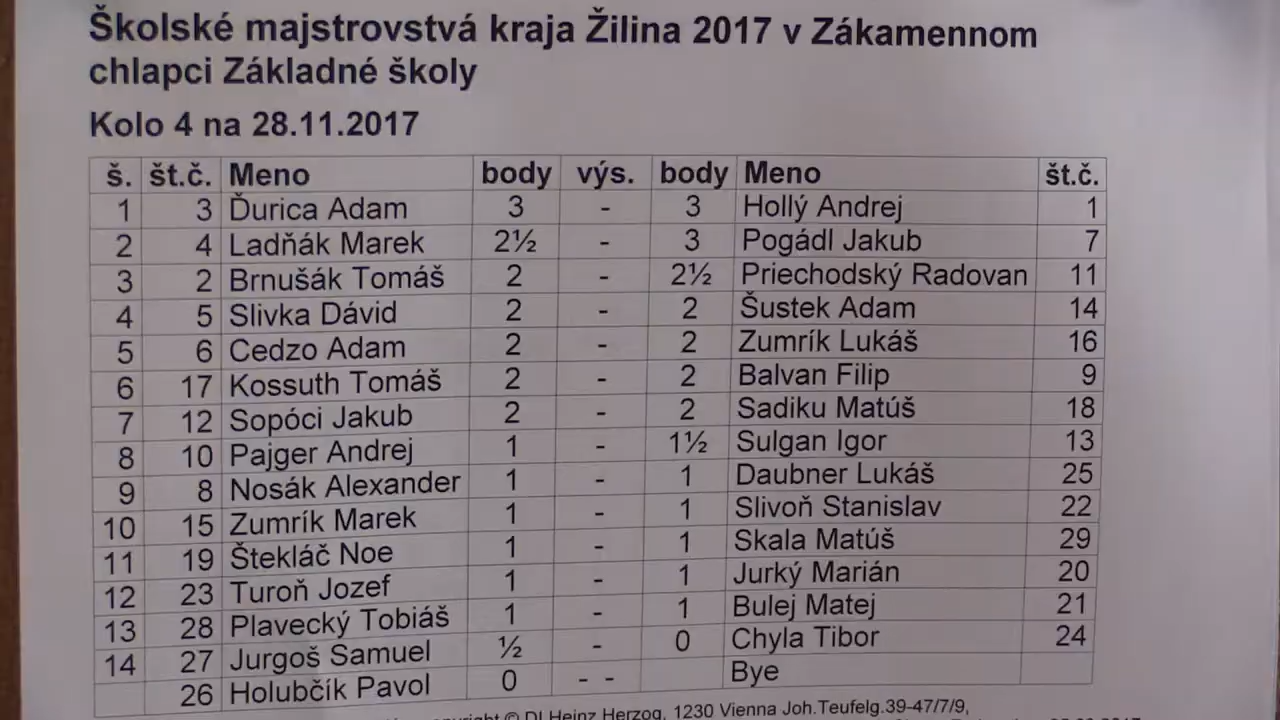 Školské majstrovstvá kraja Žilina 2017 v Zákamennom
chlapci Základné školy
Kolo 4 na 28.11.2017
š. št.č. Meno body výs. body Meno št.č.
1 3 Ďurica Adam 3 - 3 Hollý Andrej 1
2 4 Ladňák Marek 2½ - 3 Pogádl Jakub 7
3 2 Brnušák Tomáš 2 - 2½ Priechodský Radovan 11
4 5 Slivka Dávid 2 - 2 Šustek Adam 14
5 6 Cedzo Adam 2 - 2 Zumrík Lukáš 16
6 17 Kossuth Tomáš 2 - 2 Balvan Filip 9
7 12 Sopóci Jakub 2 - 2 Sadiku Matúš 18
8 10 Pajger Andrej 1 - 1½ Sulgan Igor 13
9 8 Nosák Alexander 1 - 1 Daubner Lukáš 25
10 15 Zumrík Marek 1 - 1 Slivoň Stanislav 22
11 19 Štekláč Noe 1 - 1 Skala Matúš 29
12 23 Turoň Jozef 1 - 1 Jurký Marián 20
13 28 Plavecký Tobiáš 1 - 1 Bulej Matej 21
14 27 Jurgoš Samuel ½ - 0 Chyla Tibor 24
26 Holubčík Pavol 0 - - Bye
© DI Heinz Herzog, 1230 Vienna Joh.Teufelg.39-47/7/9,